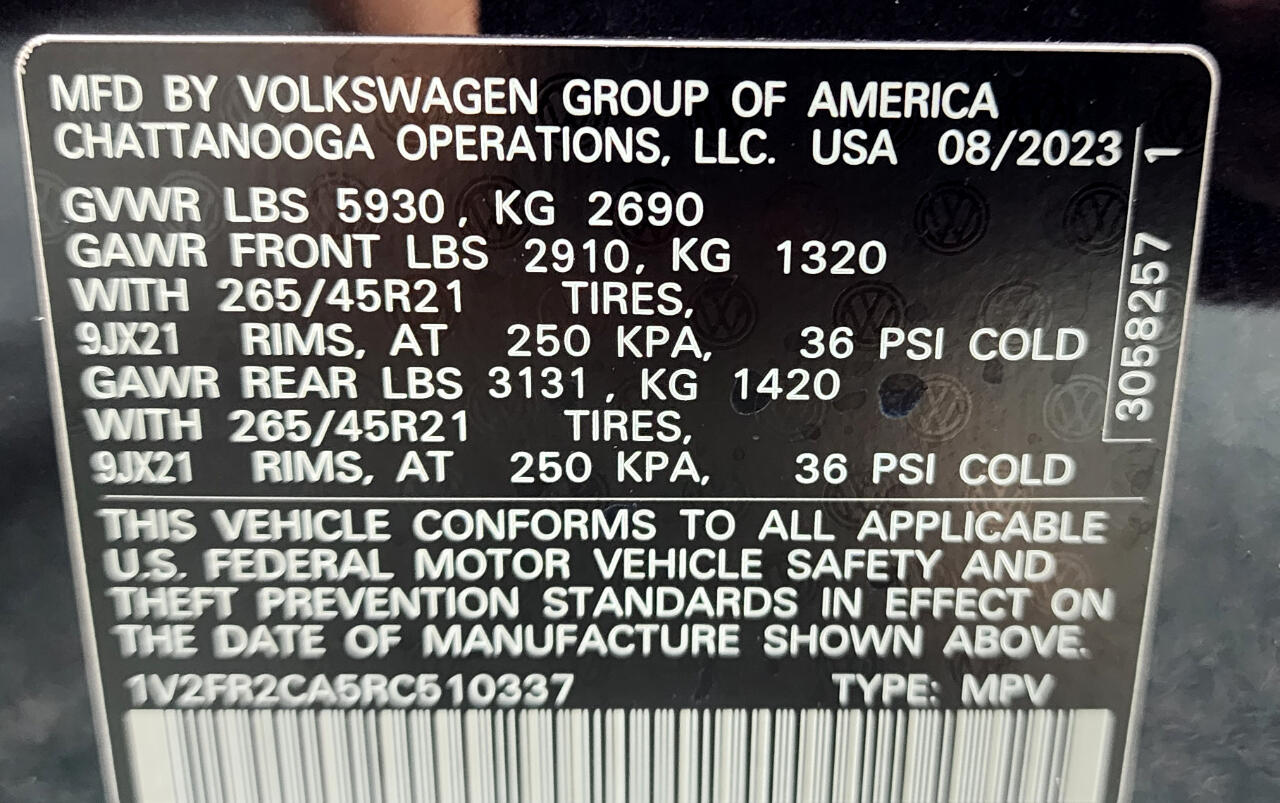 MFD BY VOLKSWAGEN GROUP OF AMERICA
CHATTANOOGA OPERATIONS, LLC. USA 08/2023
GVWR LBS 5930, KG 2690
GAWR FRONT LBS 2910, KG 1320
WITH 265/45R21 TIRES,
9JX21 RIMS, AT 250 KPA, 36 PSI COLD
GAWR REAR LBS 3131, KG 1420
WITH 265/45R21 TIRES,
9JX21 RIMS, AT 250 KPA, 36 PSI COLD
THIS VEHICLE CONFORMS TO ALL APPLICABLE
U.S. FEDERAL MOTOR VEHICLE SAFETY AND
THEFT PREVENTION STANDARDS IN EFFECT ON
THE DATE OF MANUFACTURE SHOWN ABOVE.
1V2FR2CA5RC510337 TYPE: MPV
3058257 1